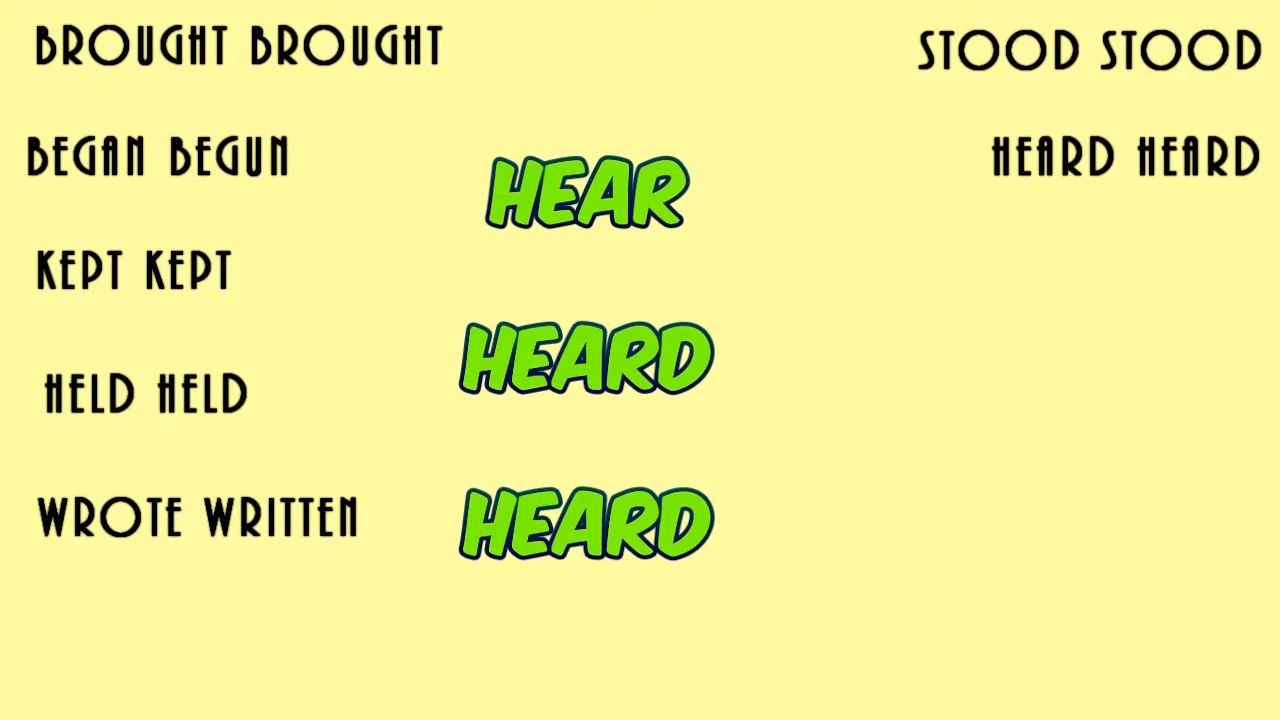 BROUGHT BROUGHT
BEGAN BEGUN
KEPT KEPT
HELD HELD
WROTE WRITTEN
HEAR
HEARD
HEARD
STOOD STOOD
HEARD HEARD